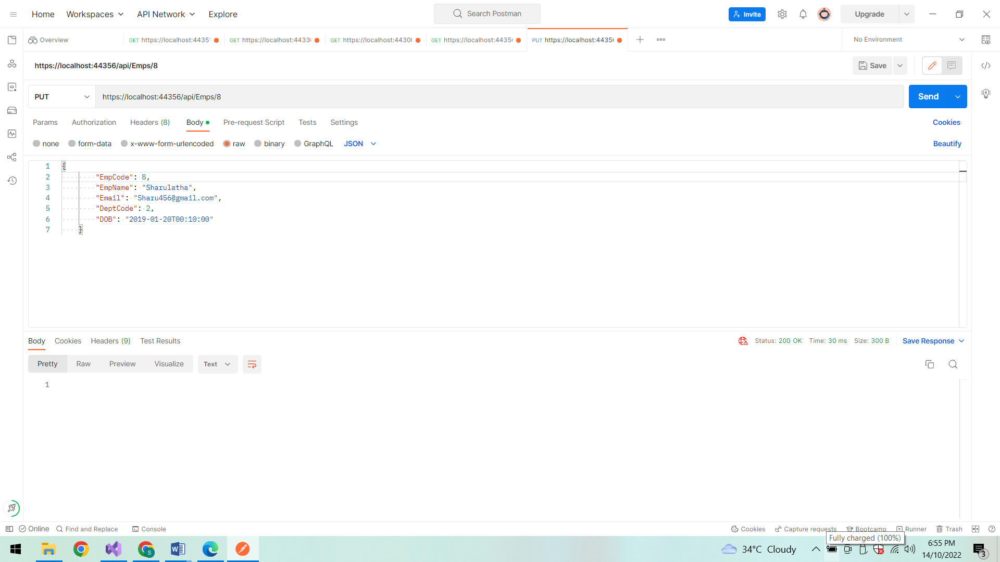 Home Workspaces API Network Explore Search Postman Invite Upgrade
Overview GET https://localhost:4435 GET https://localhost:4433 GET https://localhost:4430 GET https://localhost:4435 PUT https://localhost:4435 No Environment
https://localhost:44356/api/Emps/8 Save
PUT https://localhost:44356/api/Emps/8 Send
Params Authorization Headers (8) Body Pre-request Script Tests Settings Cookies
none form-data x-www-form-urlencoded raw binary GraphQL JSON Beautify
1 {
2 "EmpCode": 8,
3 "EmpName": "Sharulatha",
4 "Email": "Sharu456@gmail.com",
5 "DeptCode": 2,
6 "DOB": "2019-01-20T00:10:00"
7 }
Body Cookies Headers (9) Test Results Status: 200 OK Time: 30 ms Size: 300 B Save Response
Pretty Raw Preview Visualize Text
1
Online Find and Replace Console Cookies Capture requests Bootcamp Runner Trash
Fully charged (100%)
34°C Cloudy 6:55 PM
14/10/2022 3